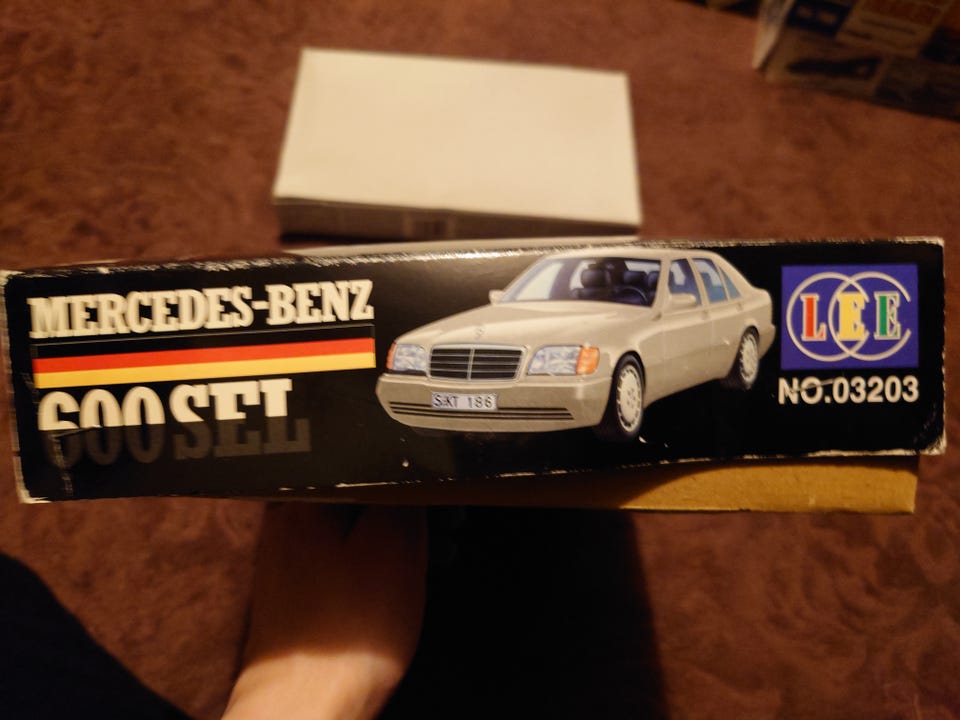 MERCEDES-BENZ
600SEL
S·KT 186
LEE
NO.03203